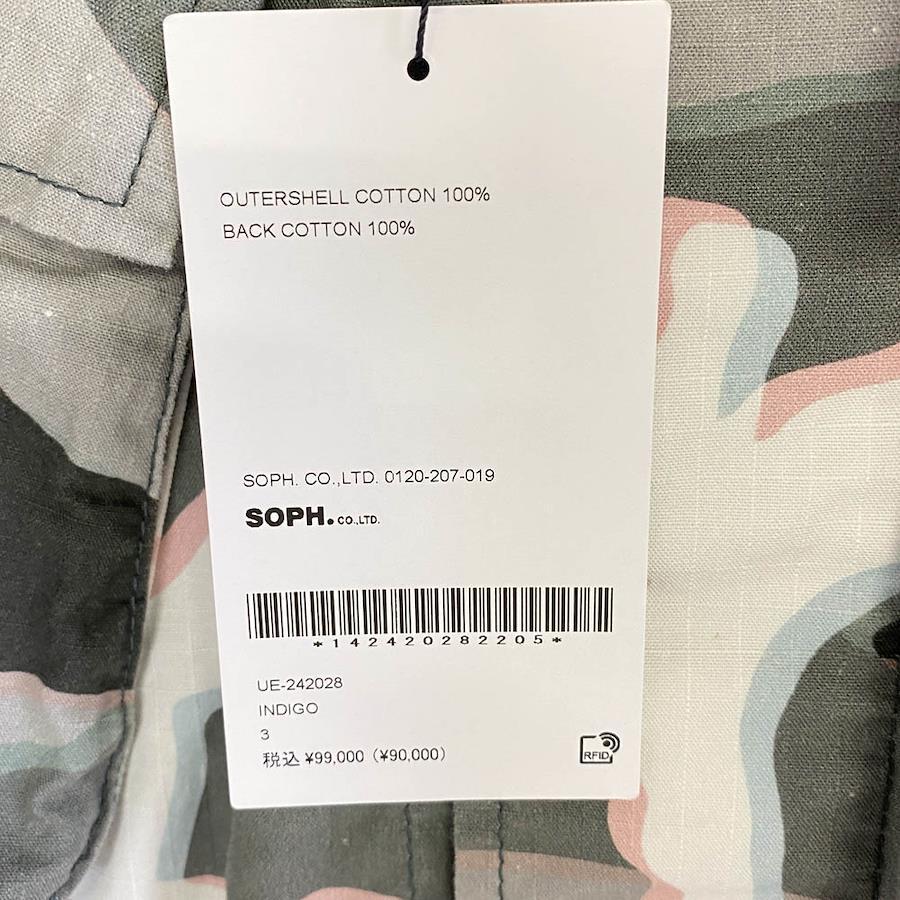 OUTERSHELL COTTON 100%
BACK COTTON 100%
SOPH. CO.,LTD. 0120-207-019
SOPH. CO.,LTD.
*142420282205*
UE-242028
INDIGO
3
税込 ¥99,000 (¥90,000)
RFID